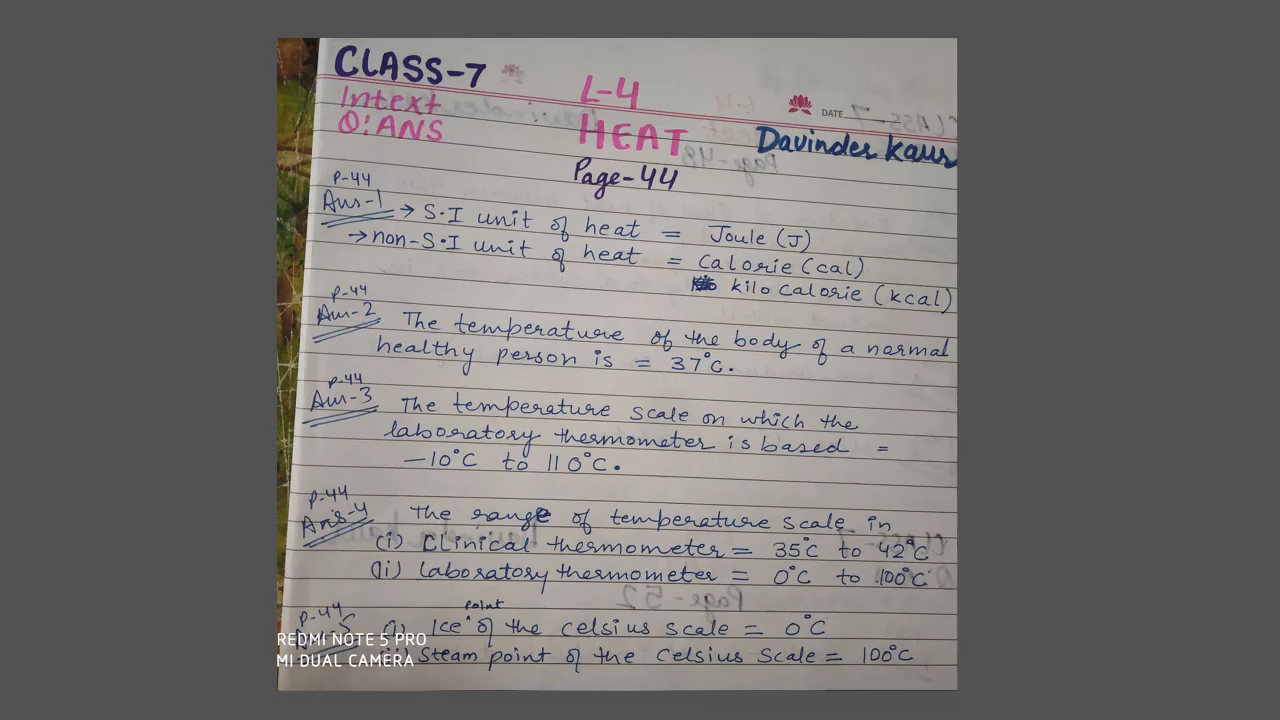 CLASS-7
L-4
DATE
Intext
Q:ANS
HEAT
Davinder Kaur
Page-44
P-44
Ans-1 → S.I unit of heat = Joule (J)
→ non-S.I unit of heat = calorie (cal)
kilo calorie (kcal)
P-44
Ans-2 The temperature of the body of a normal
healthy person is = 37°C.
P-44
Ans-3 The temperature scale on which the
laboratory thermometer is based =
-10°C to 110°C.
P-44
Ans-4 The range of temperature scale in
(i) Clinical thermometer = 35°C to 42°C
(ii) laboratory thermometer = 0°C to 100°C
P-44
Ans-5 (i) Ice point of the celsius scale = 0°C
(ii) Steam point of the Celsius Scale = 100°C
REDMI NOTE 5 PRO
MI DUAL CAMERA